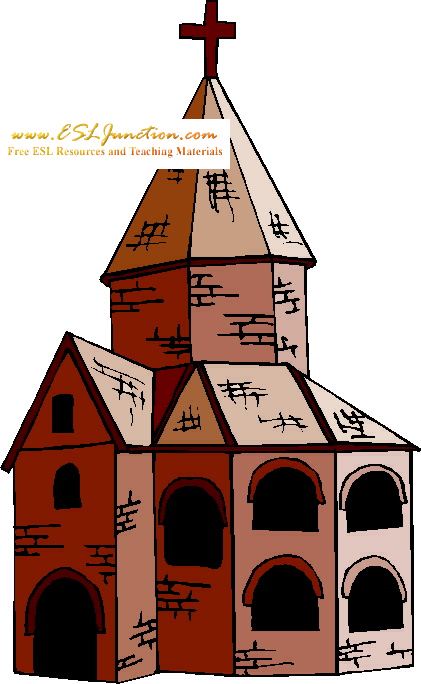 www.ESLJunction.com
Free ESL Resources and Teaching Materials